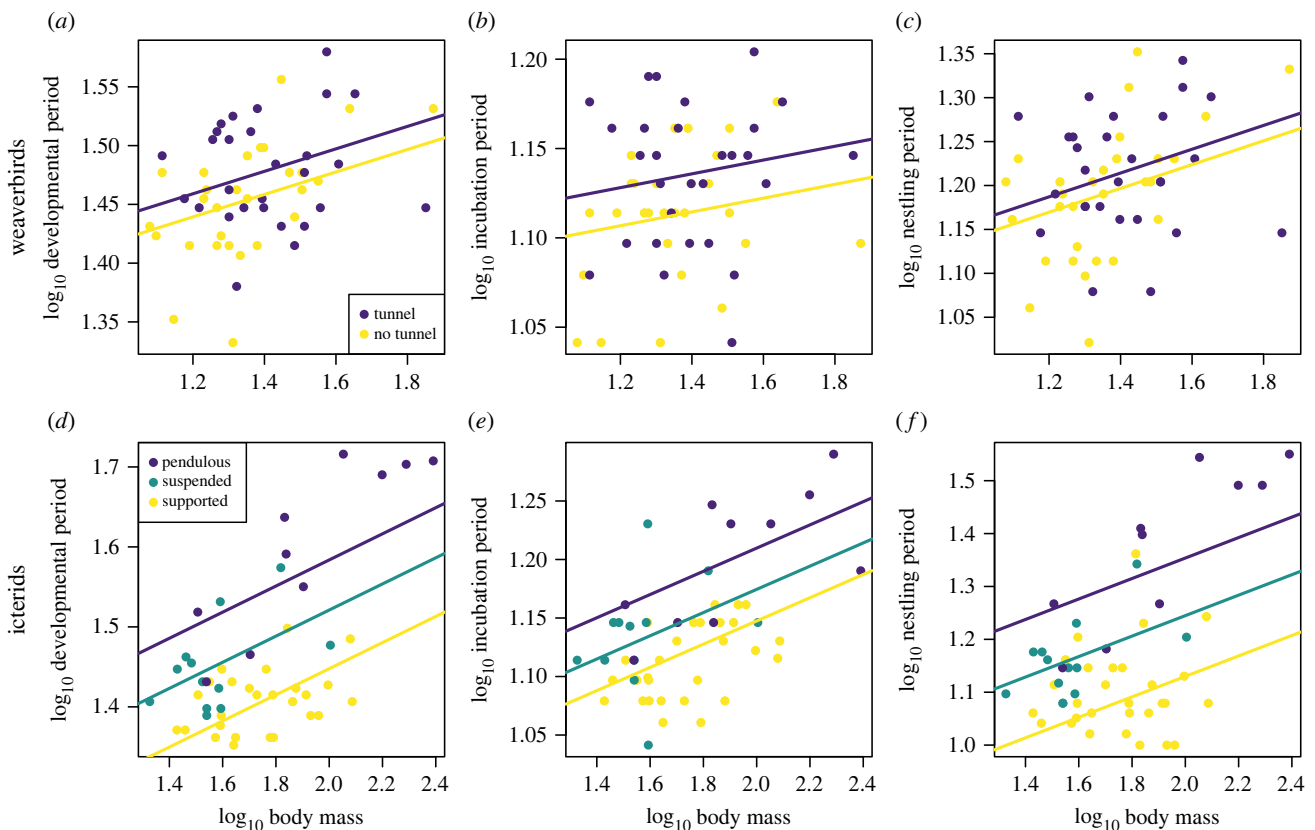 (a)
(b)
(c)
weaverbirds
log10 developmental period
1.55
1.50
1.45
1.40
1.35
tunnel
no tunnel
1.2 1.4 1.6 1.8
log10 incubation period
1.20
1.15
1.10
1.05
1.2 1.4 1.6 1.8
log10 nestling period
1.35
1.30
1.25
1.20
1.15
1.10
1.05
1.2 1.4 1.6 1.8
(d)
(e)
(f)
icterids
log10 developmental period
1.7
1.6
1.5
1.4
pendulous
suspended
supported
1.4 1.6 1.8 2.0 2.2 2.4
log10 body mass
log10 incubation period
1.25
1.20
1.15
1.10
1.05
1.4 1.6 1.8 2.0 2.2 2.4
log10 body mass
log10 nestling period
1.5
1.4
1.3
1.2
1.1
1.0
1.4 1.6 1.8 2.0 2.2 2.4
log10 body mass